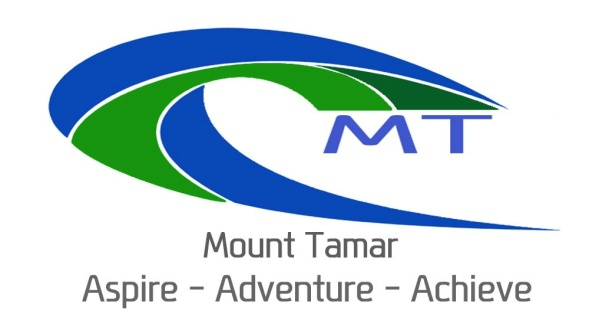 MT
Mount Tamar
Aspire - Adventure - Achieve